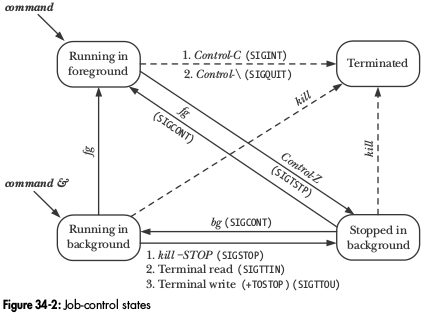 command
Running in
foreground
1. Control-C (SIGINT)
2. Control-\ (SIGQUIT)
Terminated
fg
(SIGCONT)
kill
Control-Z
(SIGTSTP)
fg
kill
command &
Running in
background
bg (SIGCONT)
Stopped in
background
1. kill –STOP (SIGSTOP)
2. Terminal read (SIGTTIN)
3. Terminal write (+TOSTOP) (SIGTTOU)
Figure 34-2: Job-control states